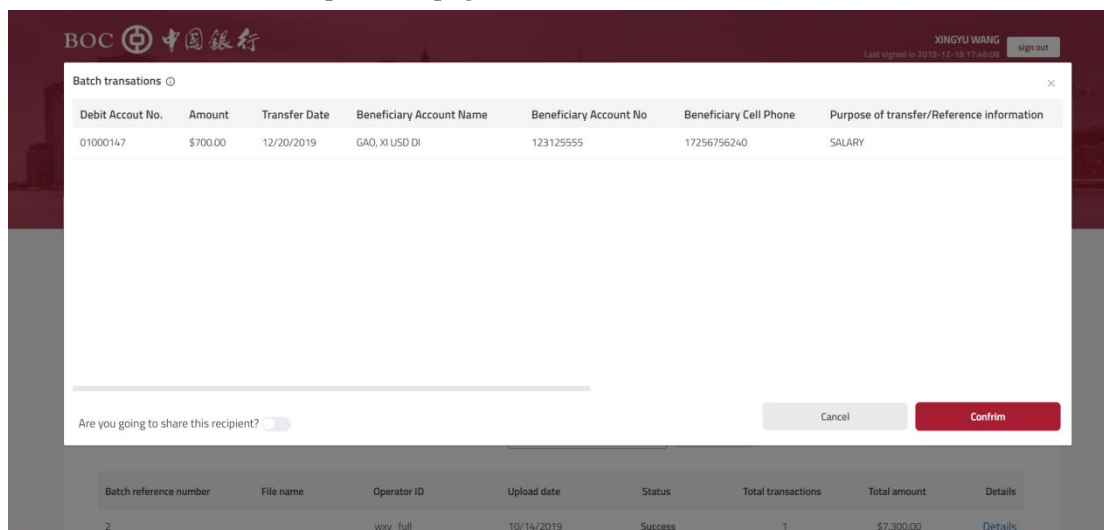 BOC 中國銀行
XINGYU WANG
Last signed in 2019-12-18 17:46:08
sign out
Batch transations
Debit Accout No. Amount Transfer Date Beneficiary Account Name Beneficiary Account No Beneficiary Cell Phone Purpose of transfer/Reference information
01000147 $700.00 12/20/2019 GAO, XI USD DI 123125555 17256756240 SALARY
Are you going to share this recipient?
Cancel
Confrim
Batch reference number File name Operator ID Upload date Status Total transactions Total amount Details
2 wxy_full 10/14/2019 Success 1 $7,300.00 Details